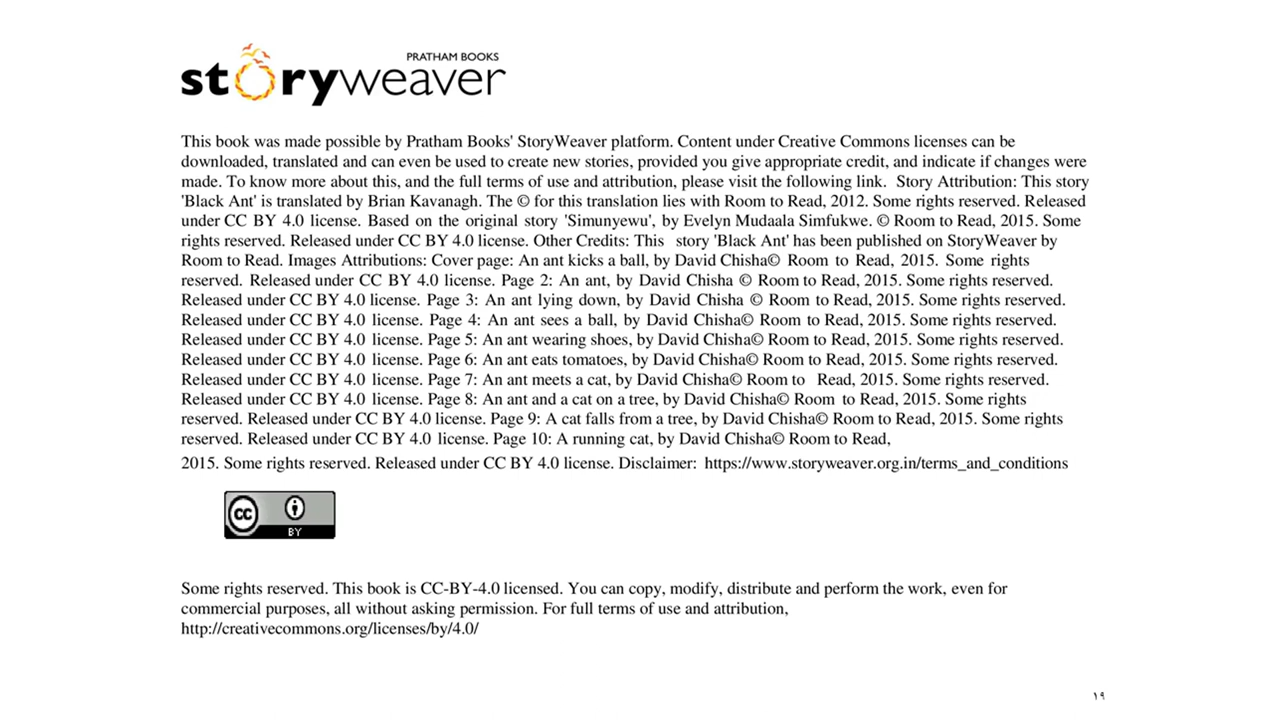 PRATHAM BOOKS
storyweaver
This book was made possible by Pratham Books' StoryWeaver platform. Content under Creative Commons licenses can be
downloaded, translated and can even be used to create new stories, provided you give appropriate credit, and indicate if changes were
made. To know more about this, and the full terms of use and attribution, please visit the following link. Story Attribution: This story
'Black Ant' is translated by Brian Kavanagh. The © for this translation lies with Room to Read, 2012. Some rights reserved. Released
under CC BY 4.0 license. Based on the original story 'Simunyewu', by Evelyn Mudaala Simfukwe. © Room to Read, 2015. Some
rights reserved. Released under CC BY 4.0 license. Other Credits: This story 'Black Ant' has been published on StoryWeaver by
Room to Read. Images Attributions: Cover page: An ant kicks a ball, by David Chisha© Room to Read, 2015. Some rights
reserved. Released under CC BY 4.0 license. Page 2: An ant, by David Chisha © Room to Read, 2015. Some rights reserved.
Released under CC BY 4.0 license. Page 3: An ant lying down, by David Chisha © Room to Read, 2015. Some rights reserved.
Released under CC BY 4.0 license. Page 4: An ant sees a ball, by David Chisha© Room to Read, 2015. Some rights reserved.
Released under CC BY 4.0 license. Page 5: An ant wearing shoes, by David Chisha© Room to Read, 2015. Some rights reserved.
Released under CC BY 4.0 license. Page 6: An ant eats tomatoes, by David Chisha© Room to Read, 2015. Some rights reserved.
Released under CC BY 4.0 license. Page 7: An ant meets a cat, by David Chisha© Room to Read, 2015. Some rights reserved.
Released under CC BY 4.0 license. Page 8: An ant and a cat on a tree, by David Chisha© Room to Read, 2015. Some rights
reserved. Released under CC BY 4.0 license. Page 9: A cat falls from a tree, by David Chisha© Room to Read, 2015. Some rights
reserved. Released under CC BY 4.0 license. Page 10: A running cat, by David Chisha© Room to Read,
2015. Some rights reserved. Released under CC BY 4.0 license. Disclaimer: https://www.storyweaver.org.in/terms_and_conditions
cc
BY
Some rights reserved. This book is CC-BY-4.0 licensed. You can copy, modify, distribute and perform the work, even for
commercial purposes, all without asking permission. For full terms of use and attribution,
http://creativecommons.org/licenses/by/4.0/
١٩